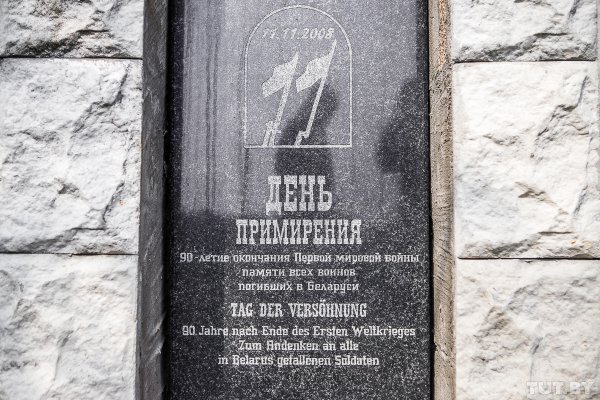 11.11.2008
ДЕНЬ
ПРИМИРЕНИЯ
90-летие окончания Первой мировой войны
памяти всех воинов
погибших в Беларуси
TAG DER VERSÖHNUNG
90 Jahre nach Ende des Ersten Weltkrieges
Zum Andenken an alle
in Belarus gefallenen Soldaten
TUT.BY